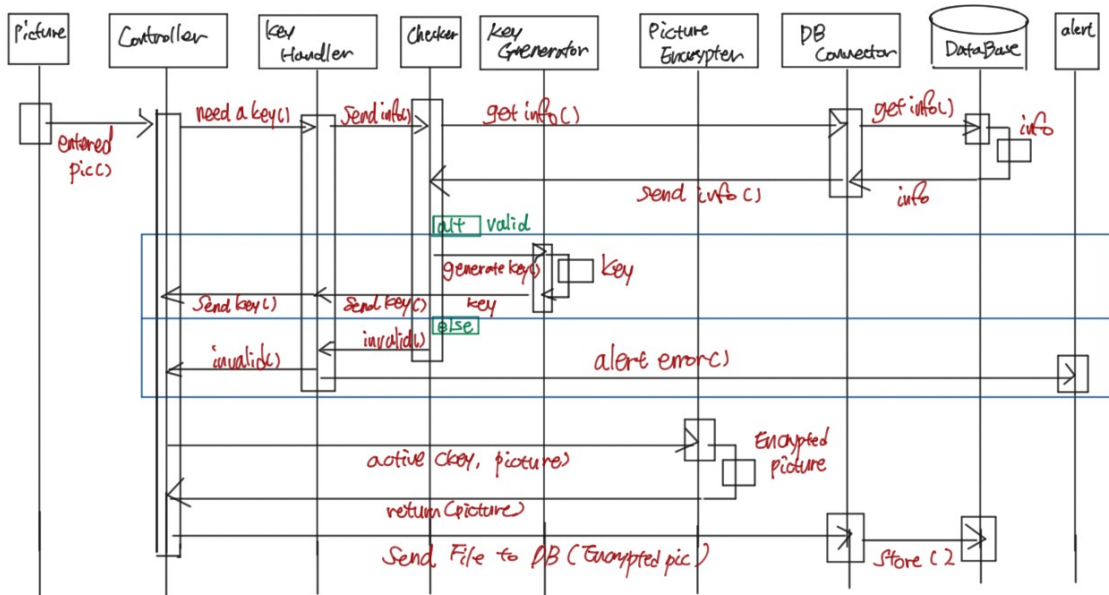 Picture
Controller
Key
Handler
Checker
Key
Generator
Picture
Encrypter
DB
Connector
DataBase
alert
entered
pic()
need a key()
Send info()
get info()
get info()
info
send info()
info
alt valid
generate key()
key
Send key()
Send key()
key
else
invalid()
invalid()
alert error()
active (key, picture)
Encrypted
picture
return(picture)
Send File to DB (Encrypted pic)
Store()